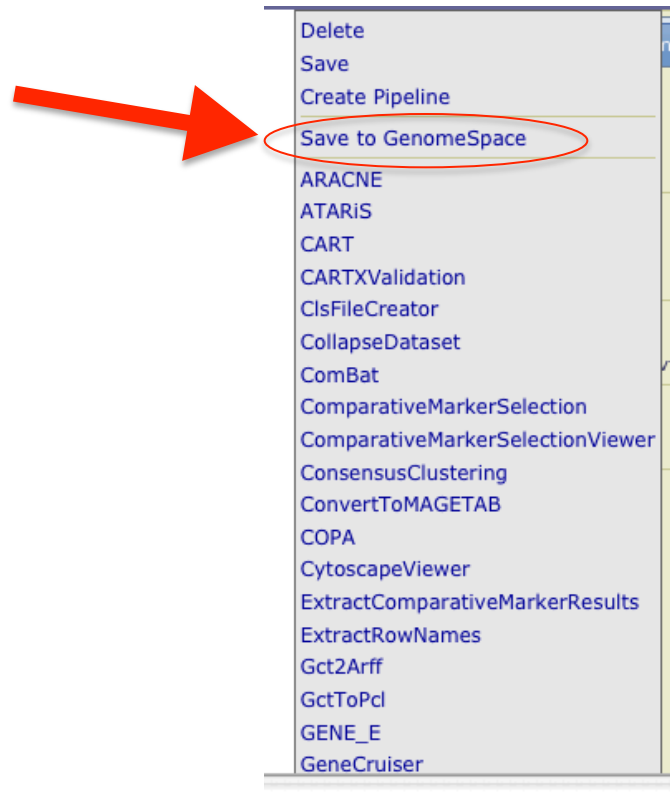 Delete
Save
Create Pipeline
Save to GenomeSpace
ARACNE
ATARiS
CART
CARTXValidation
ClsFileCreator
CollapseDataset
ComBat
ComparativeMarkerSelection
ComparativeMarkerSelectionViewer
ConsensusClustering
ConvertToMAGETAB
COPA
CytoscapeViewer
ExtractComparativeMarkerResults
ExtractRowNames
Gct2Arff
GctToPcl
GENE_E
GeneCruiser